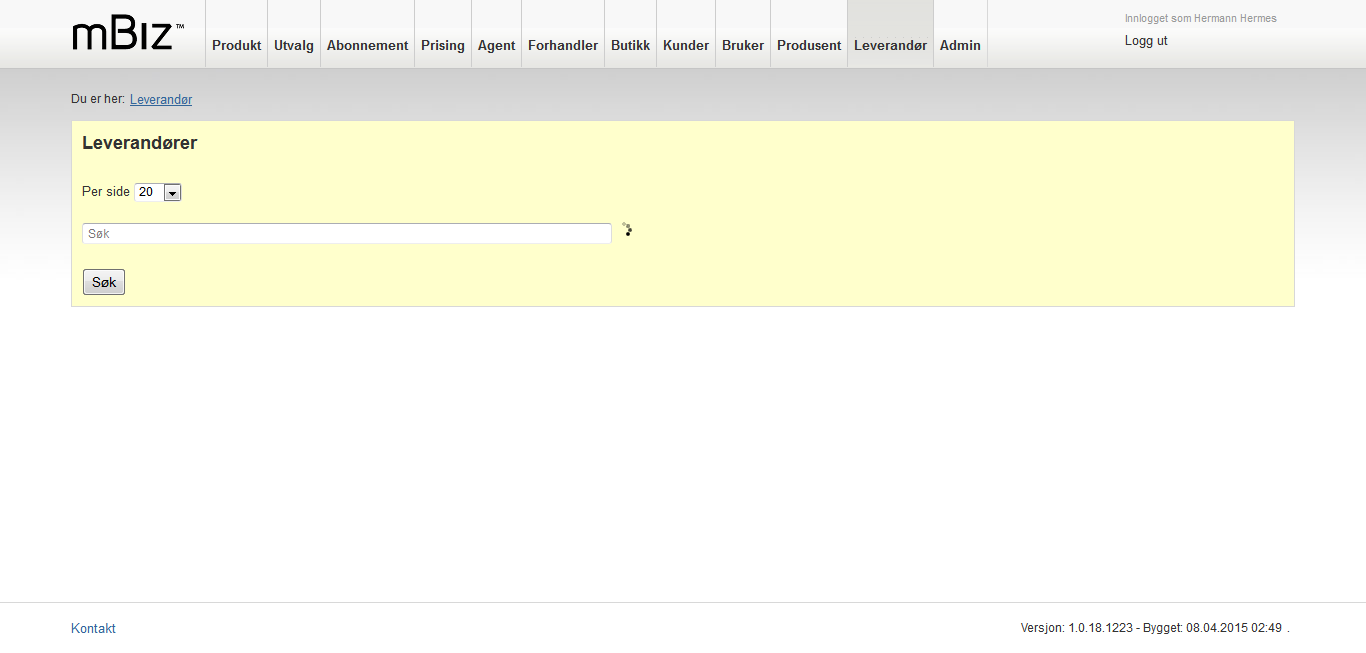 mBiz™
Produkt Utvalg Abonnement Prising Agent Forhandler Butikk Kunder Bruker Produsent Leverandør Admin
Innlogget som Hermann Hermes
Logg ut
Du er her: Leverandør
Leverandører
Per side 20
Søk
Søk
Kontakt
Versjon: 1.0.18.1223 - Bygget: 08.04.2015 02:49 .